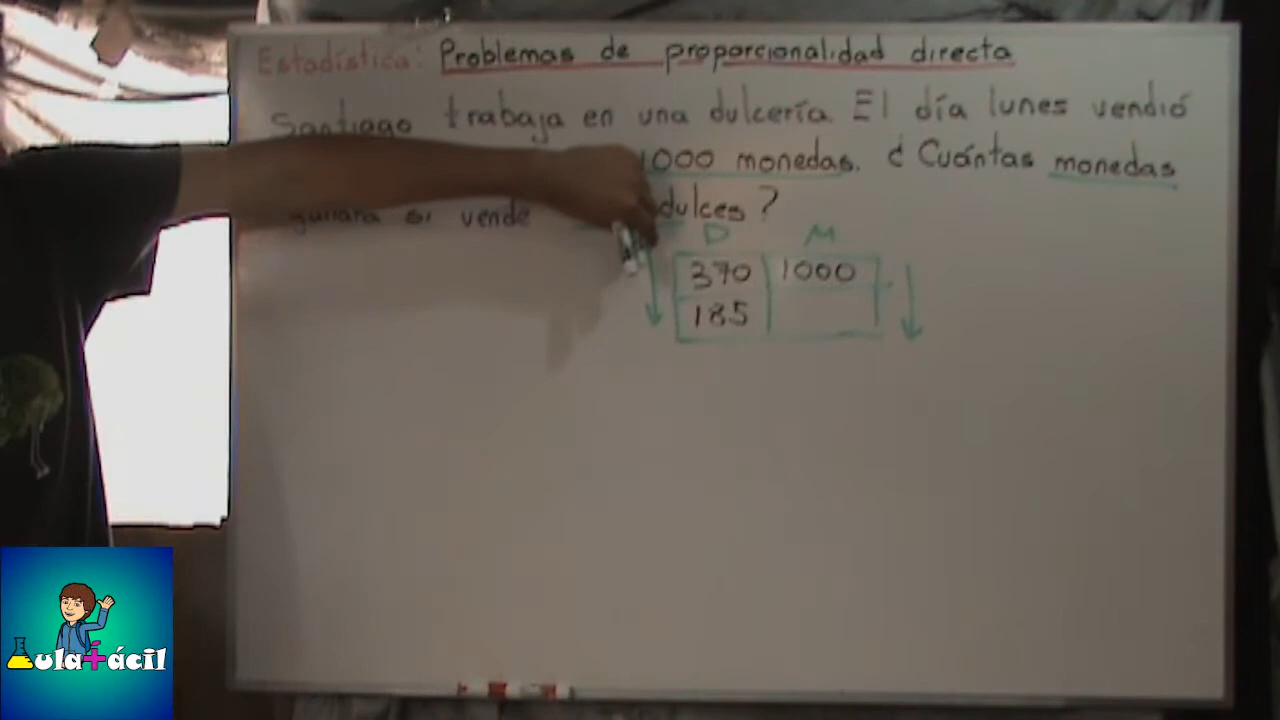 Estadística: Problemas de proporcionalidad directa
Santiago trabaja en una dulcería. El día lunes vendió
1000 monedas. ¿Cuántas monedas
si vende dulces?
D M
370 1000
185
Aula Fácil